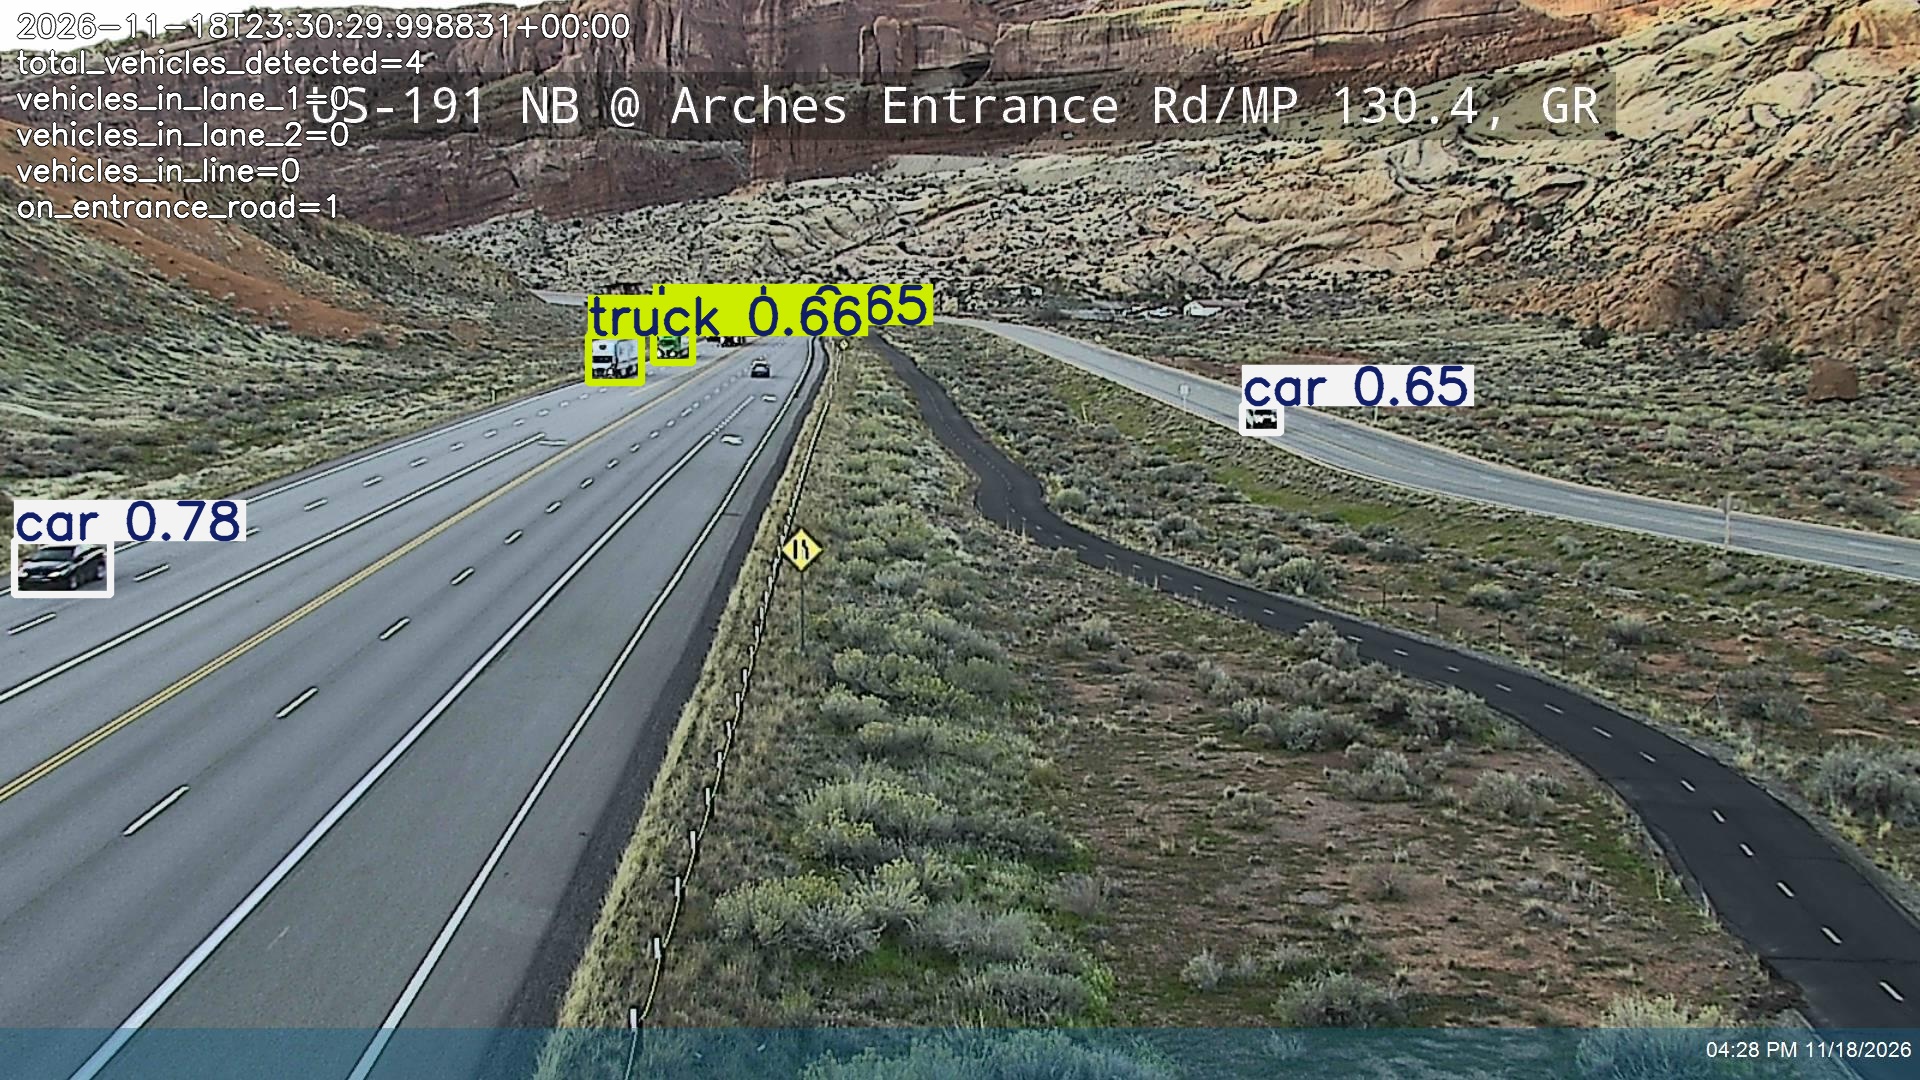 2026-11-18T23:30:29.998831+00:00
total_vehicles_detected=4
vehicles_in_lane_1=0
US-191 NB @ Arches Entrance Rd/MP 130.4, GR
vehicles_in_lane_2=0
vehicles_in_line=0
on_entrance_road=1
truck 0.66
65
car 0.65
car 0.78
04:28 PM 11/18/2026